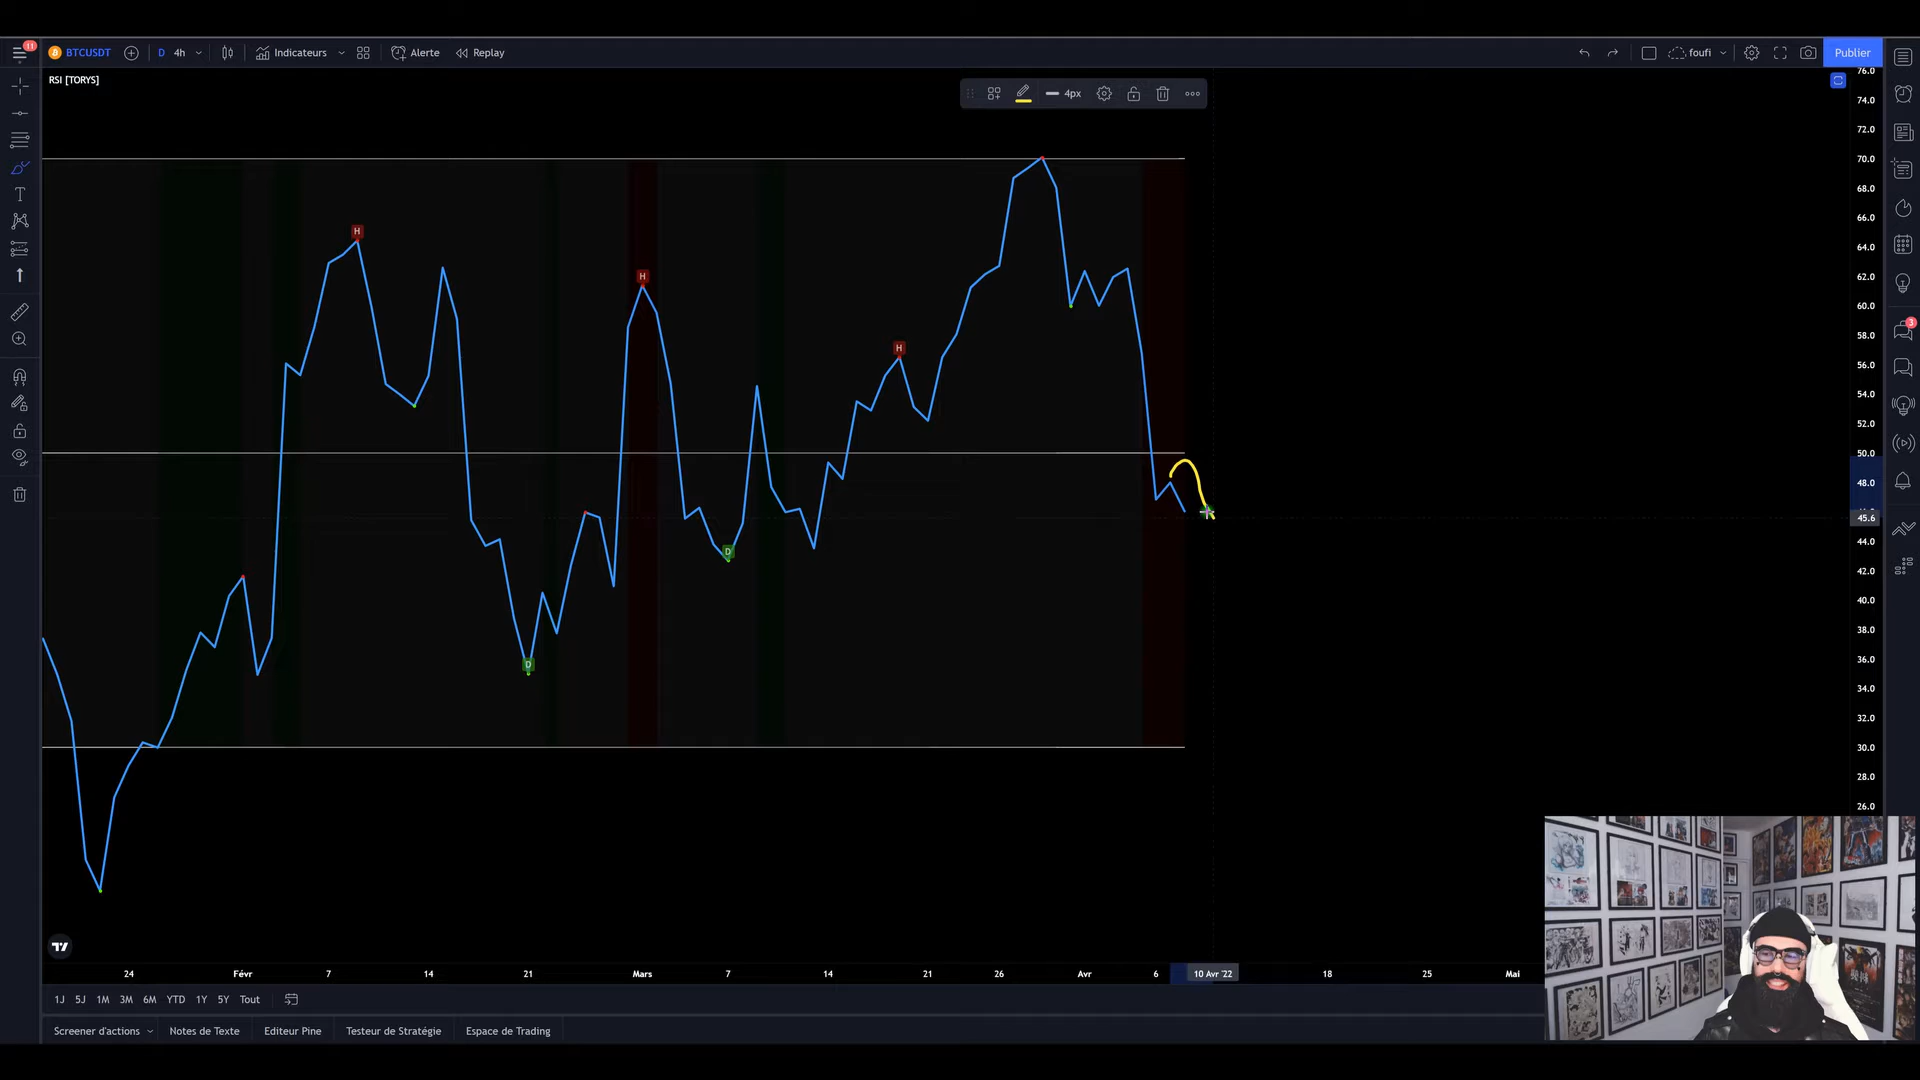 11
BTCUSDT D 4h Indicateurs Alerte Replay foufi Publier
RSI [TORYS]
4px
76.0
74.0
72.0
70.0
68.0
66.0
64.0
62.0
60.0
58.0
56.0
54.0
52.0
50.0
48.0
45.6
44.0
42.0
40.0
38.0
36.0
34.0
32.0
30.0
28.0
26.0
H
H
H
D
D
3
24 Févr 7 14 21 Mars 7 14 21 26 Avr 6 10 Avr '22 18 25 Mai
1J 5J 1M 3M 6M YTD 1Y 5Y Tout
Screener d'actions Notes de Texte Editeur Pine Testeur de Stratégie Espace de Trading